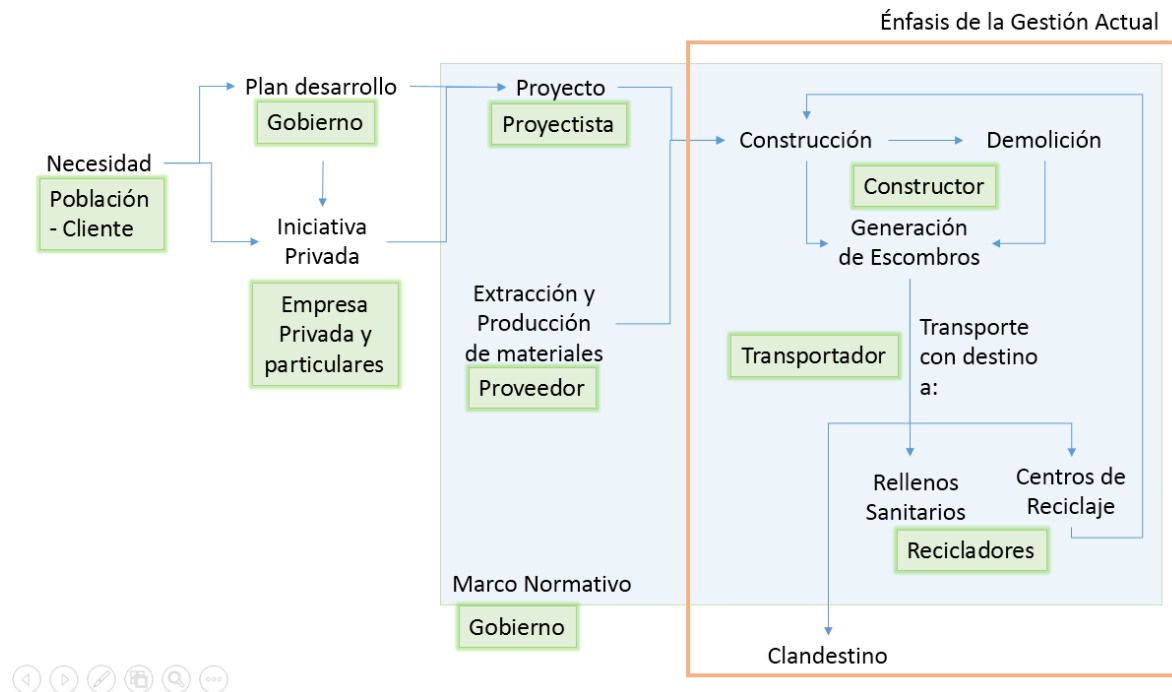 Énfasis de la Gestión Actual
Plan desarrollo
Gobierno
Necesidad
Población
- Cliente
Iniciativa
Privada
Empresa
Privada y
particulares
Proyecto
Proyectista
Extracción y
Producción
de materiales
Proveedor
Construcción
Demolición
Constructor
Generación
de Escombros
Transportador
Transporte
con destino
a:
Rellenos
Sanitarios
Centros de
Reciclaje
Recicladores
Marco Normativo
Gobierno
Clandestino